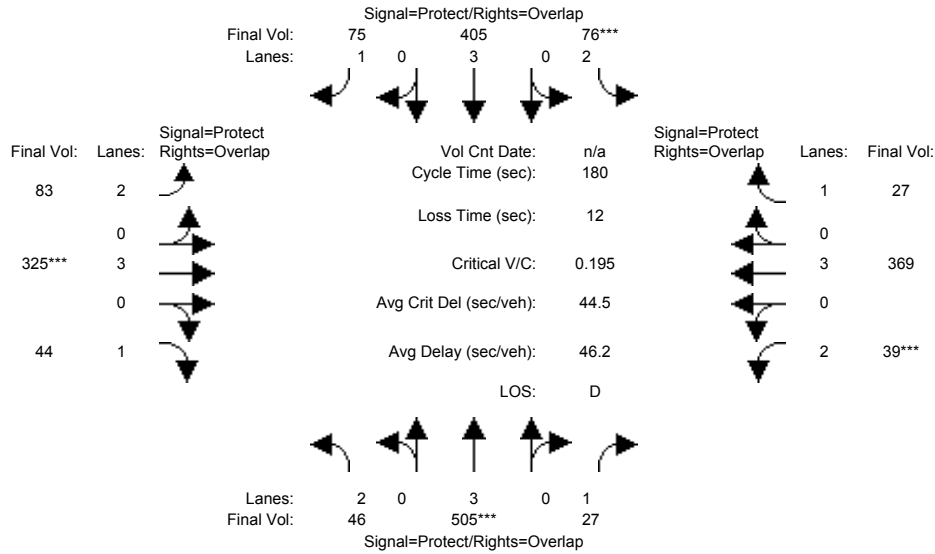 Signal=Protect/Rights=Overlap
Final Vol: 75 405 76***
Lanes: 1 0 3 0 2
Signal=Protect
Final Vol: Lanes: Rights=Overlap
Vol Cnt Date: n/a
Signal=Protect
Rights=Overlap Lanes: Final Vol:
Cycle Time (sec): 180
83 2
1 27
Loss Time (sec): 12
0
0
325*** 3
Critical V/C: 0.195
3 369
0
Avg Crit Del (sec/veh): 44.5
0
44 1
Avg Delay (sec/veh): 46.2
2 39***
LOS: D
Lanes: 2 0 3 0 1
Final Vol: 46 505*** 27
Signal=Protect/Rights=Overlap